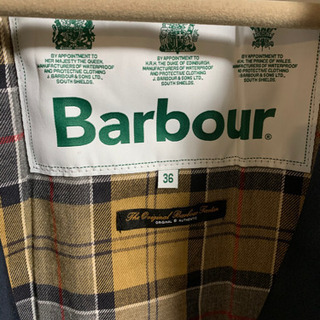 BY APPOINTMENT TO
HER MAJESTY THE QUEEN
MANUFACTURERS OF WATERPROOF
AND PROTECTIVE CLOTHING
J. BARBOUR & SONS LTD.,
SOUTH SHIELDS.
BY APPOINTMENT TO
H.R.H. THE DUKE OF EDINBURGH
MANUFACTURERS OF WATERPROOF
AND PROTECTIVE CLOTHING
J. BARBOUR & SONS LTD.,
SOUTH SHIELDS.
BY APPOINTMENT TO
H.R.H. THE PRINCE OF WALES
MANUFACTURERS OF WATERPROOF
AND PROTECTIVE CLOTHING
J. BARBOUR & SONS LTD.,
SOUTH SHIELDS.
Barbour®
36
The Original